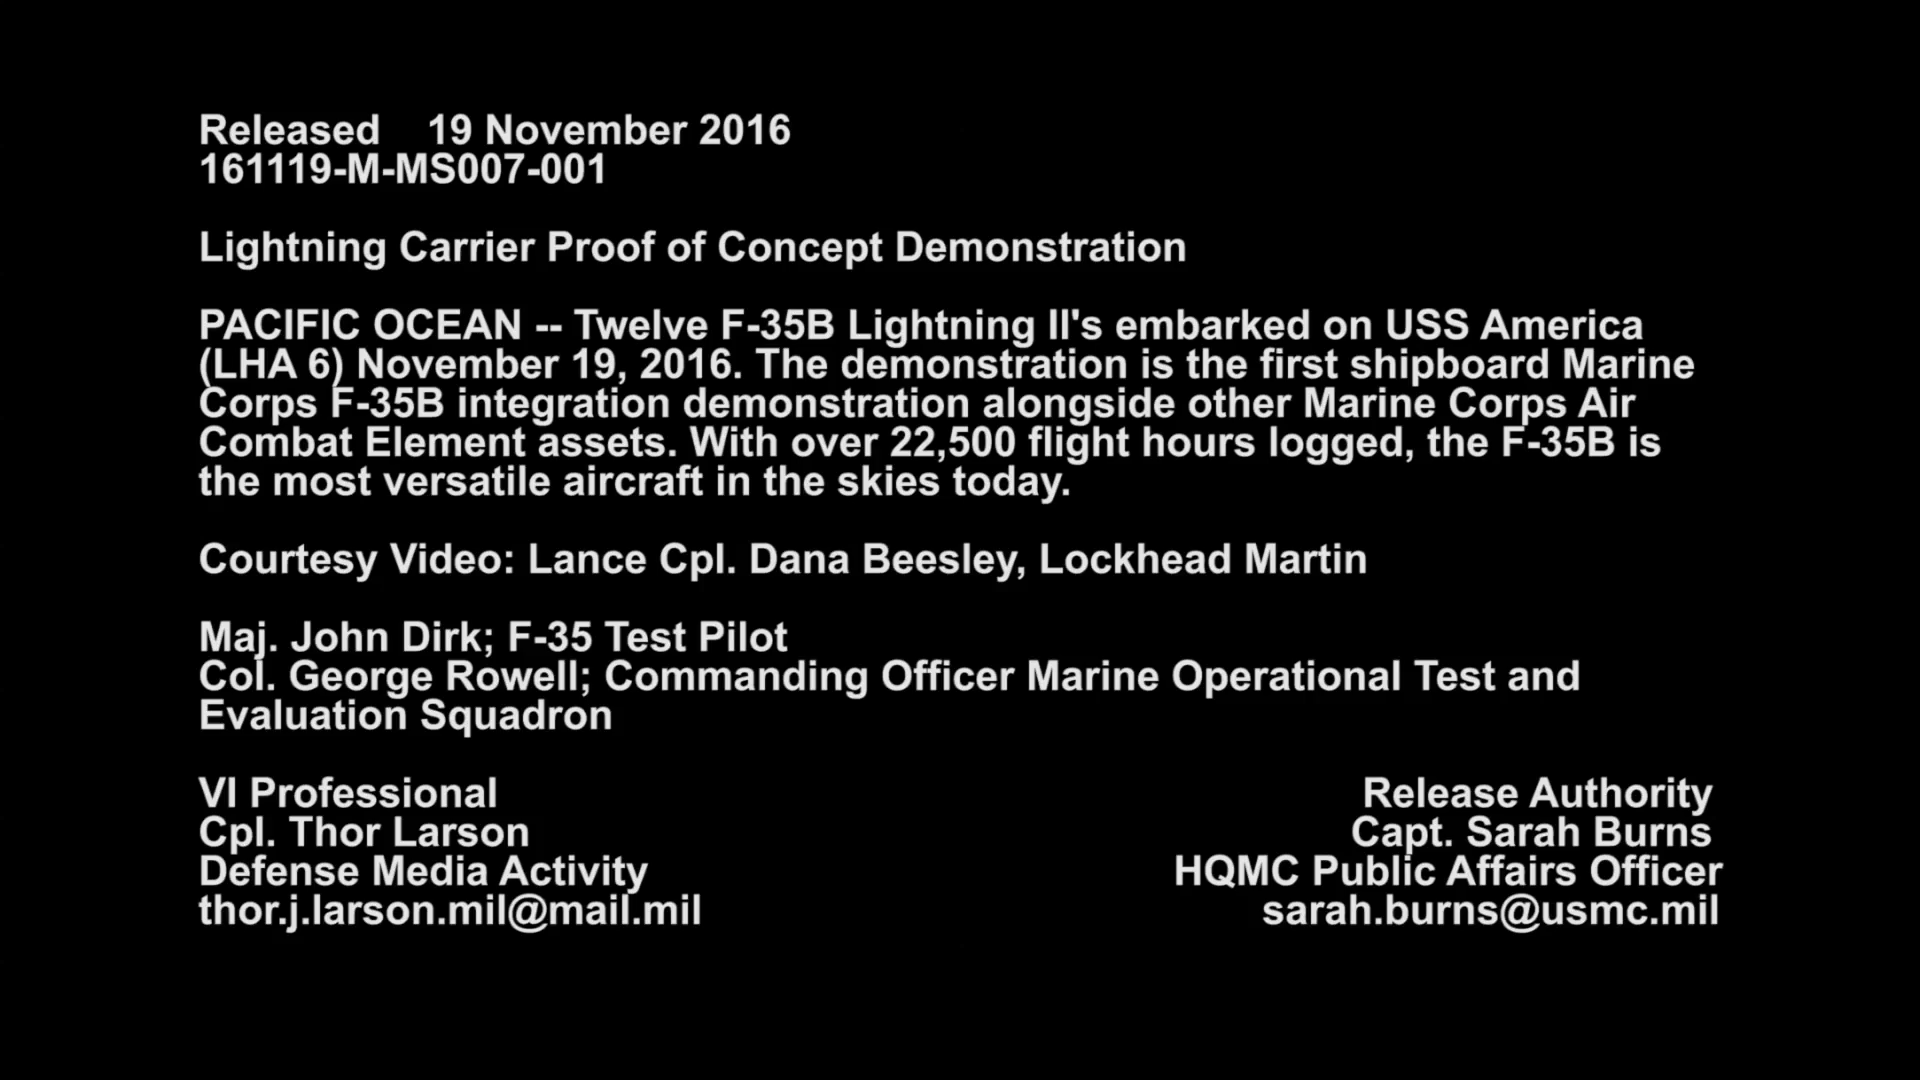 Released    19 November 2016
161119-M-MS007-001
Lightning Carrier Proof of Concept Demonstration
PACIFIC OCEAN -- Twelve F-35B Lightning II's embarked on USS America
(LHA 6) November 19, 2016. The demonstration is the first shipboard Marine
Corps F-35B integration demonstration alongside other Marine Corps Air
Combat Element assets. With over 22,500 flight hours logged, the F-35B is
the most versatile aircraft in the skies today.
Courtesy Video: Lance Cpl. Dana Beesley, Lockhead Martin
Maj. John Dirk; F-35 Test Pilot
Col. George Rowell; Commanding Officer Marine Operational Test and
Evaluation Squadron
VI Professional
Cpl. Thor Larson
Defense Media Activity
thor.j.larson.mil@mail.mil
Release Authority
Capt. Sarah Burns
HQMC Public Affairs Officer
sarah.burns@usmc.mil